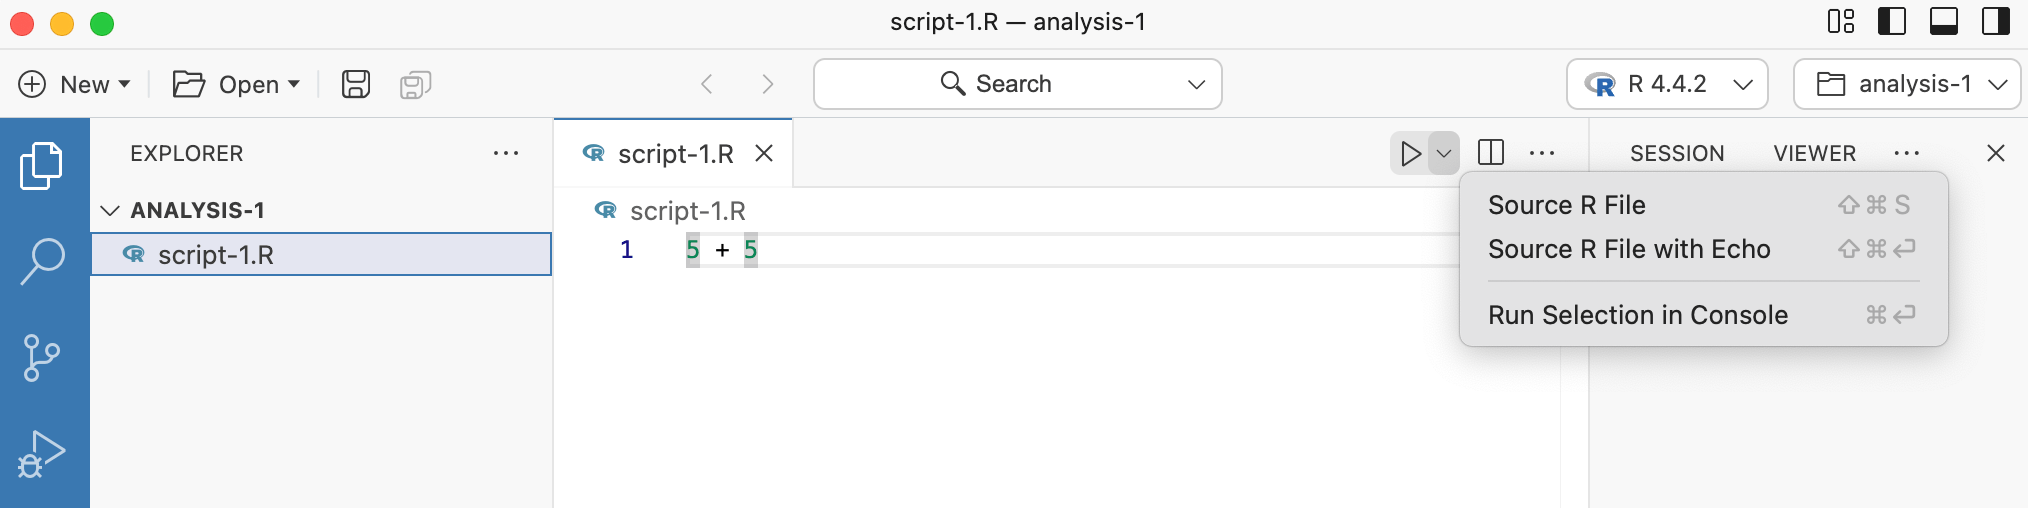 script-1.R — analysis-1
New Open Search R 4.4.2 analysis-1
EXPLORER
ANALYSIS-1
script-1.R
script-1.R
script-1.R
1 5 + 5
SESSION VIEWER
Source R File ⇧⌘S
Source R File with Echo ⇧⌘↩
Run Selection in Console ⌘↩